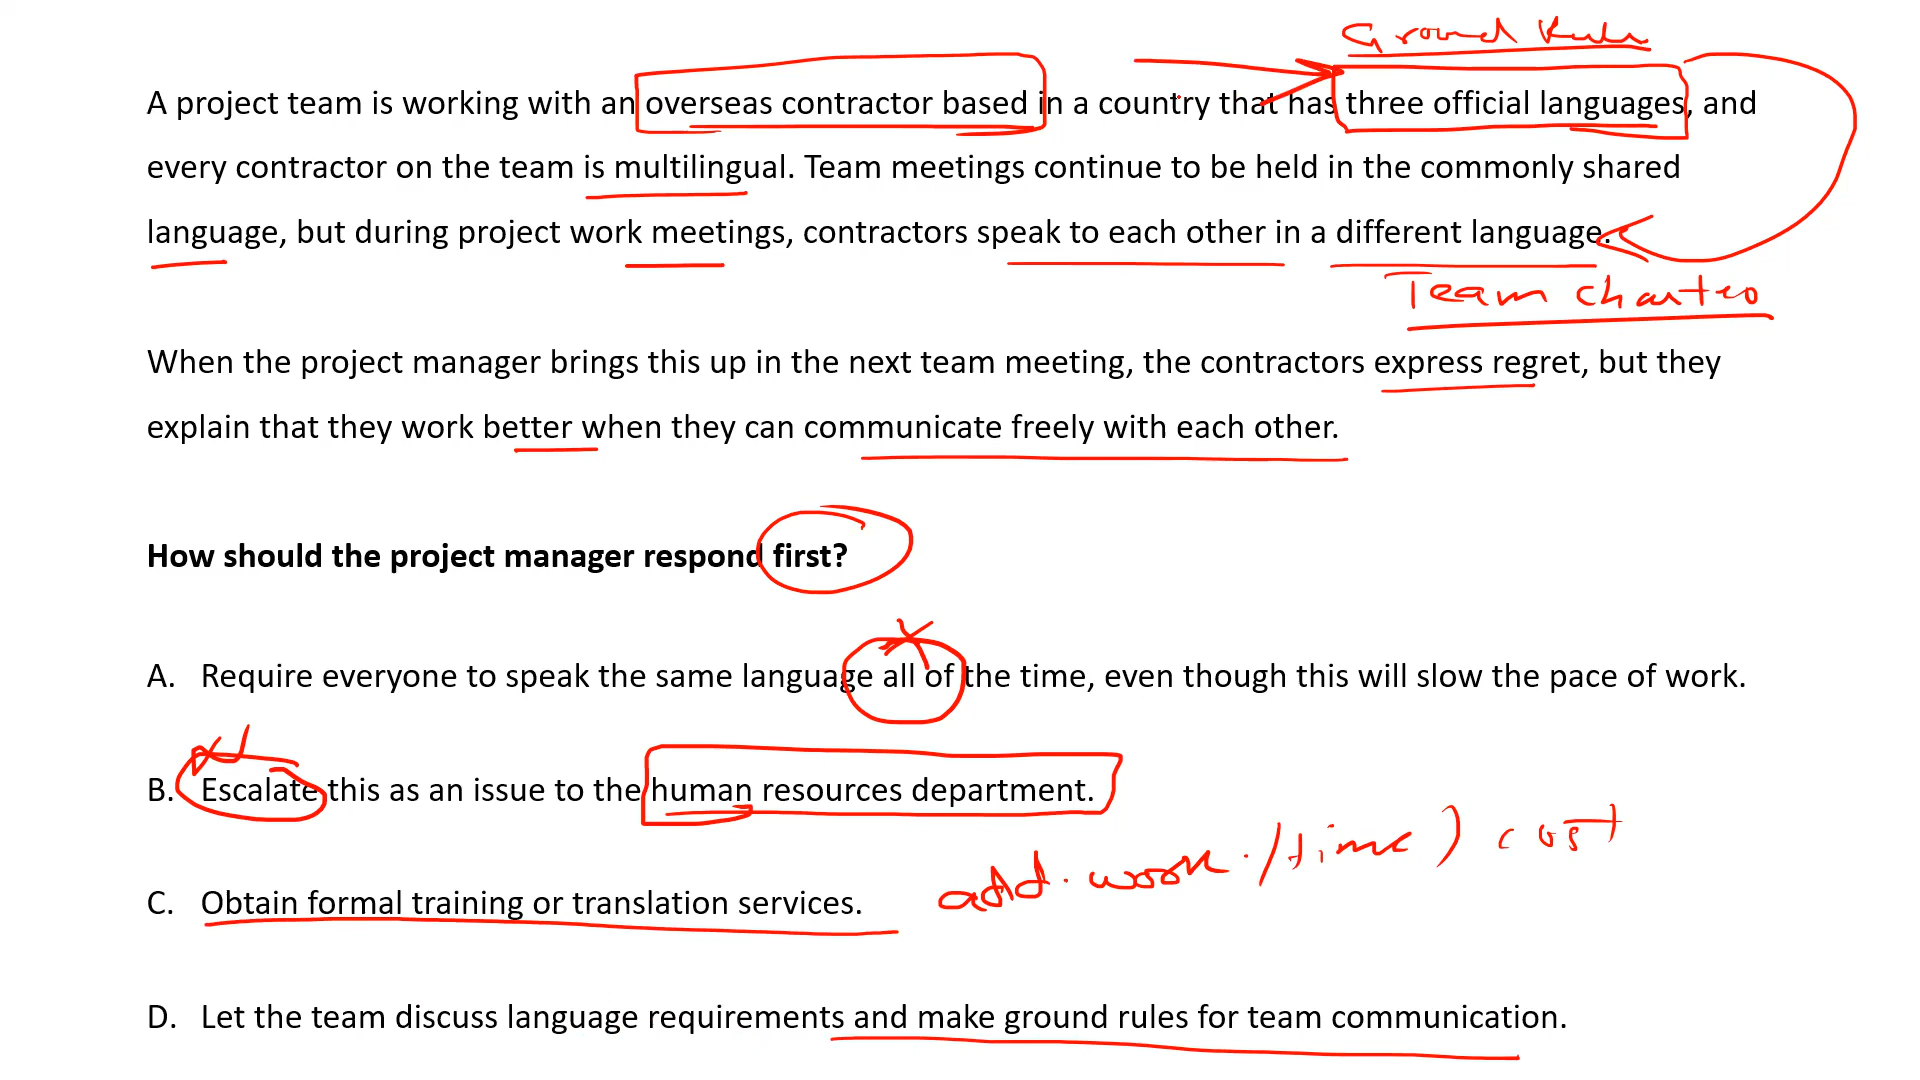 Ground Rule
A project team is working with an overseas contractor based in a country that has three official languages, and
every contractor on the team is multilingual. Team meetings continue to be held in the commonly shared
language, but during project work meetings, contractors speak to each other in a different language.
Team charter
When the project manager brings this up in the next team meeting, the contractors express regret, but they
explain that they work better when they can communicate freely with each other.
How should the project manager respond first?
A. Require everyone to speak the same language all of the time, even though this will slow the pace of work.
B. Escalate this as an issue to the human resources department.
add. work. / time ) cost
C. Obtain formal training or translation services.
D. Let the team discuss language requirements and make ground rules for team communication.